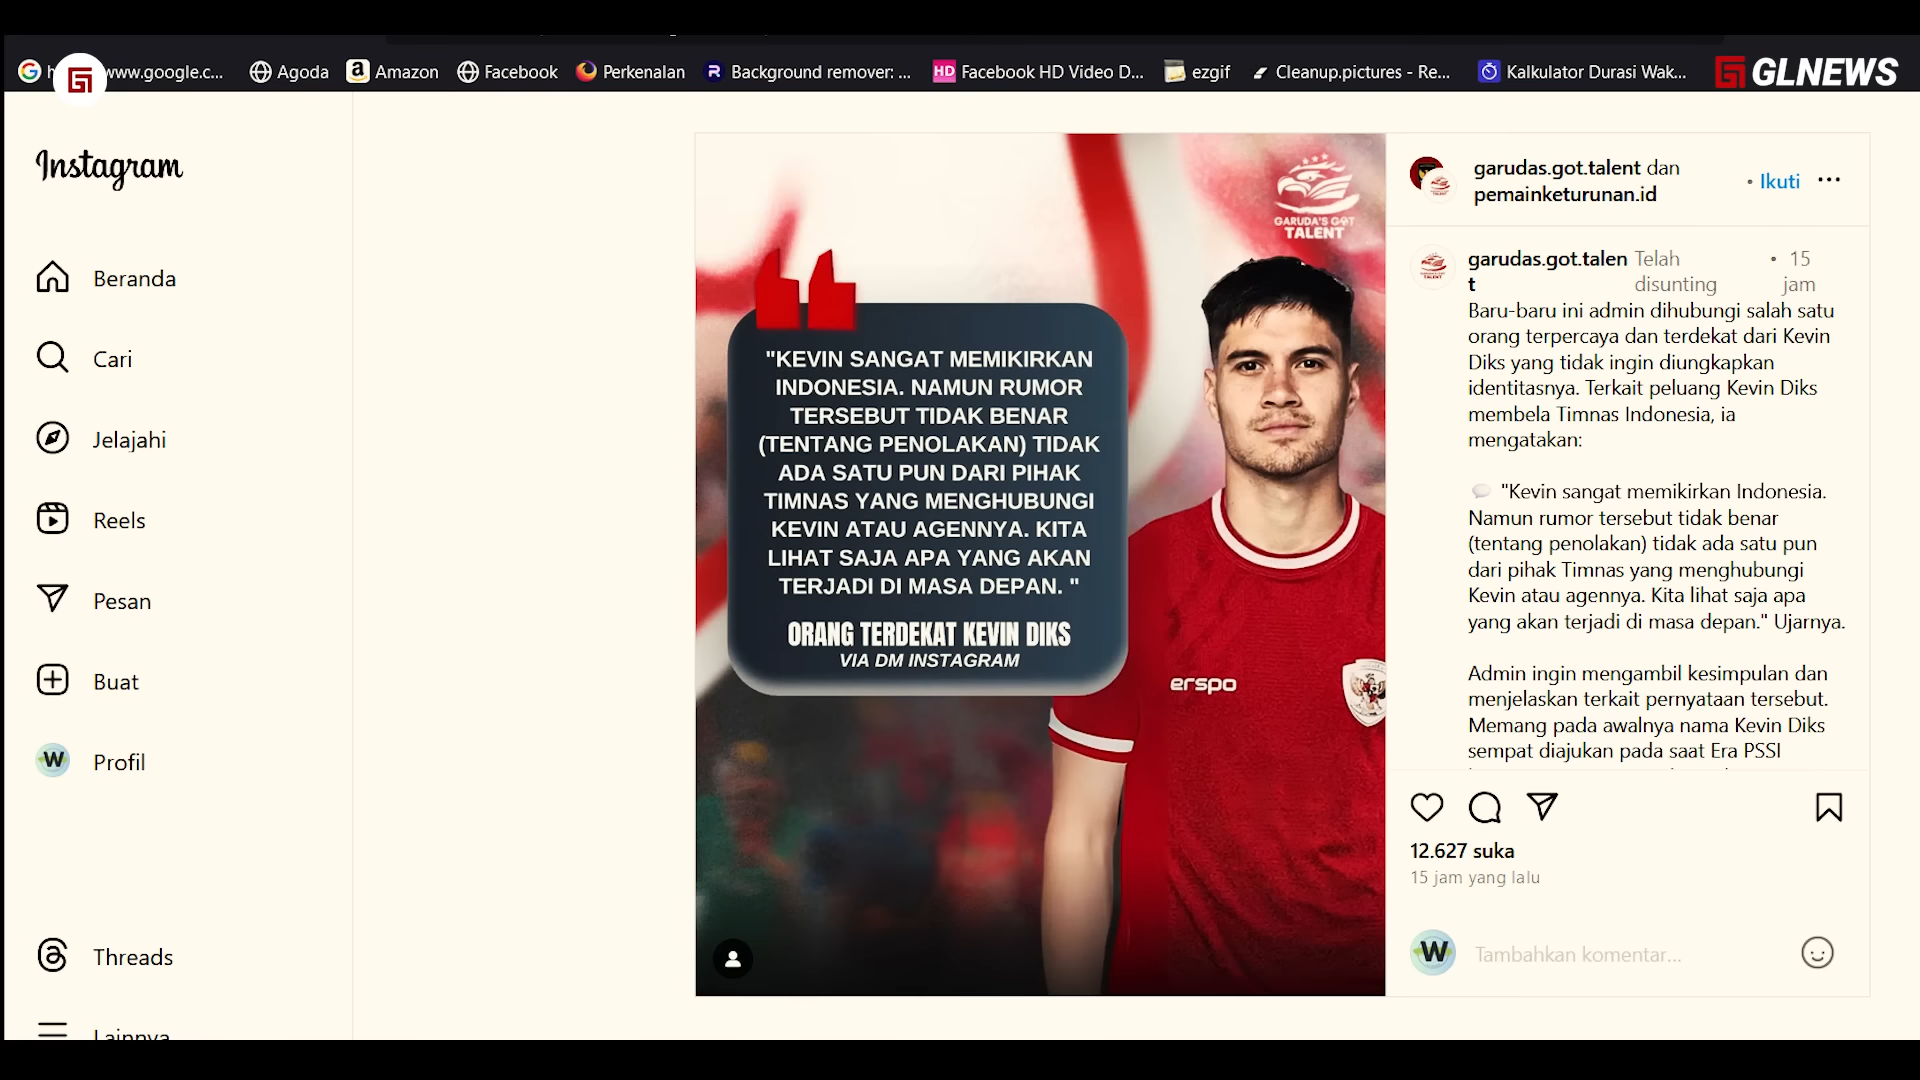 www.google.c...
Agoda
Amazon
Facebook
Perkenalan
Background remover: ...
HD
Facebook HD Video D...
ezgif
Cleanup.pictures - Re...
Kalkulator Durasi Wak...
GLNEWS
Instagram
Beranda
Cari
Jelajahi
Reels
Pesan
Buat
W
Profil
Threads
Lainnya
GARUDA'S GOT
TALENT
"KEVIN SANGAT MEMIKIRKAN
INDONESIA. NAMUN RUMOR
TERSEBUT TIDAK BENAR
(TENTANG PENOLAKAN) TIDAK
ADA SATU PUN DARI PIHAK
TIMNAS YANG MENGHUBUNGI
KEVIN ATAU AGENNYA. KITA
LIHAT SAJA APA YANG AKAN
TERJADI DI MASA DEPAN. "
ORANG TERDEKAT KEVIN DIKS
VIA DM INSTAGRAM
erspo
garudas.got.talent dan
pemainketurunan.id
• Ikuti
garudas.got.talen Telah • 15
t disunting jam
Baru-baru ini admin dihubungi salah satu
orang terpercaya dan terdekat dari Kevin
Diks yang tidak ingin diungkapkan
identitasnya. Terkait peluang Kevin Diks
membela Timnas Indonesia, ia
mengatakan:
💬 "Kevin sangat memikirkan Indonesia.
Namun rumor tersebut tidak benar
(tentang penolakan) tidak ada satu pun
dari pihak Timnas yang menghubungi
Kevin atau agennya. Kita lihat saja apa
yang akan terjadi di masa depan." Ujarnya.
Admin ingin mengambil kesimpulan dan
menjelaskan terkait pernyataan tersebut.
Memang pada awalnya nama Kevin Diks
sempat diajukan pada saat Era PSSI
12.627 suka
15 jam yang lalu
W
Tambahkan komentar...